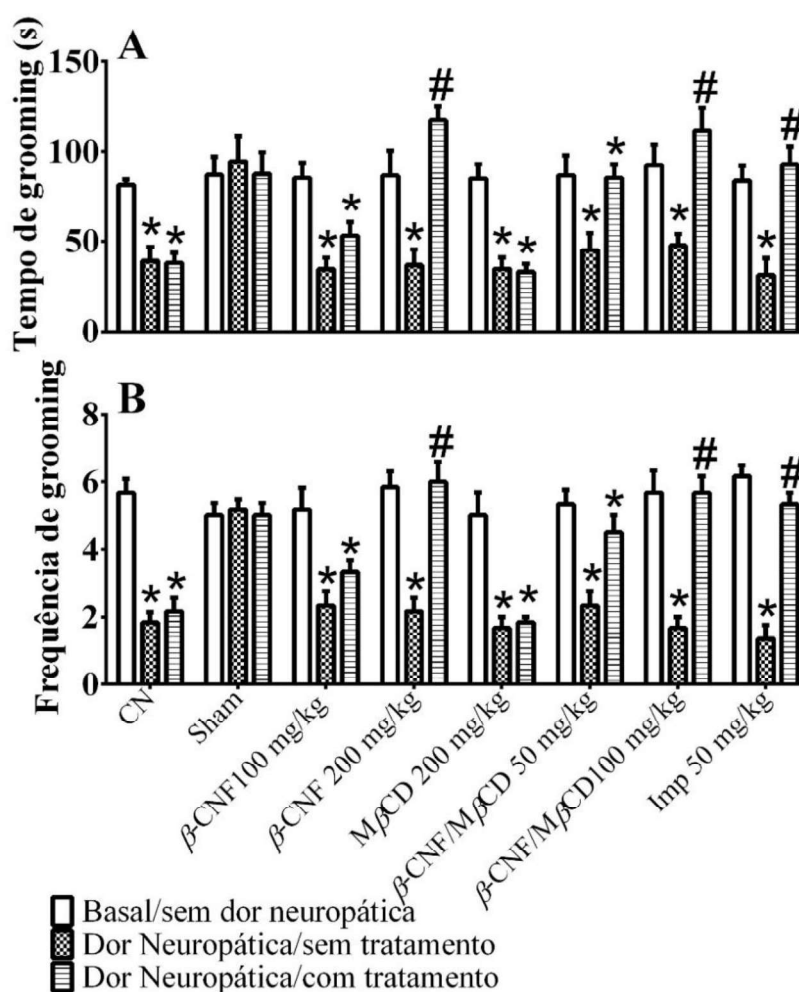 A
Tempo de grooming (s)
150
100
50
0
* * * * * # * * * * * # * #
B
Frequência de grooming
8
6
4
2
0
* * * * * # * * * * * # * #
CN
Sham
β-CNF100 mg/kg
β-CNF 200 mg/kg
MβCD 200 mg/kg
β-CNF/MβCD 50 mg/kg
β-CNF/MβCD100 mg/kg
Imp 50 mg/kg
Basal/sem dor neuropática
Dor Neuropática/sem tratamento
Dor Neuropática/com tratamento